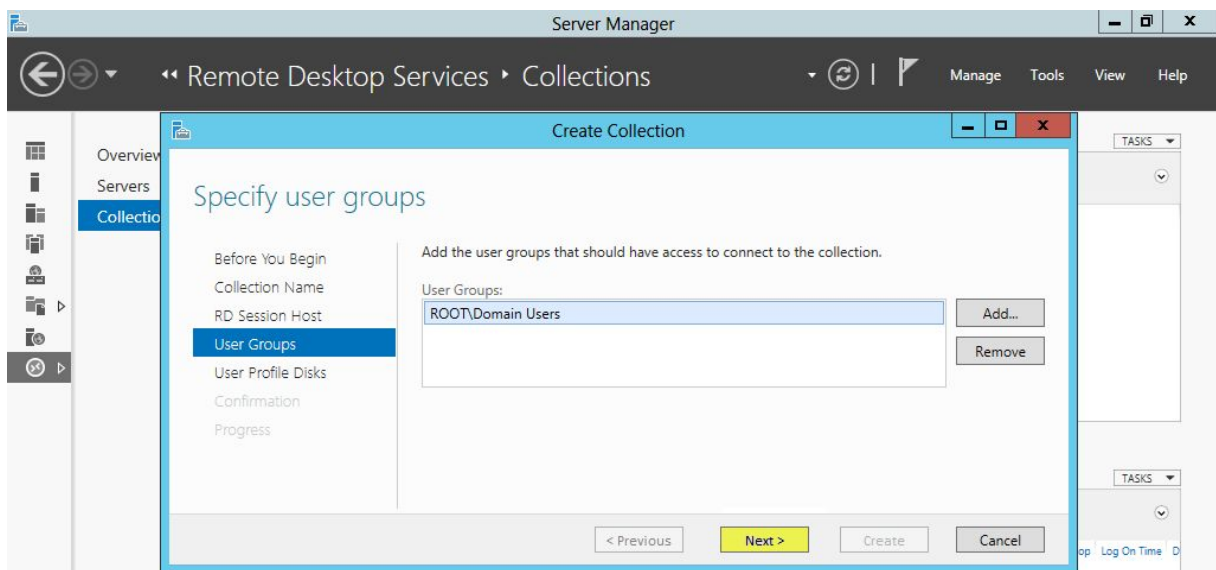 Server Manager
Remote Desktop Services
Collections
Manage Tools View Help
Create Collection
TASKS
Overview
Servers
Collectio
Specify user groups
Before You Begin
Collection Name
RD Session Host
User Groups
User Profile Disks
Confirmation
Progress
Add the user groups that should have access to connect to the collection.
User Groups:
ROOT\Domain Users
Add...
Remove
TASKS
< Previous Next > Create Cancel
op Log On Time D